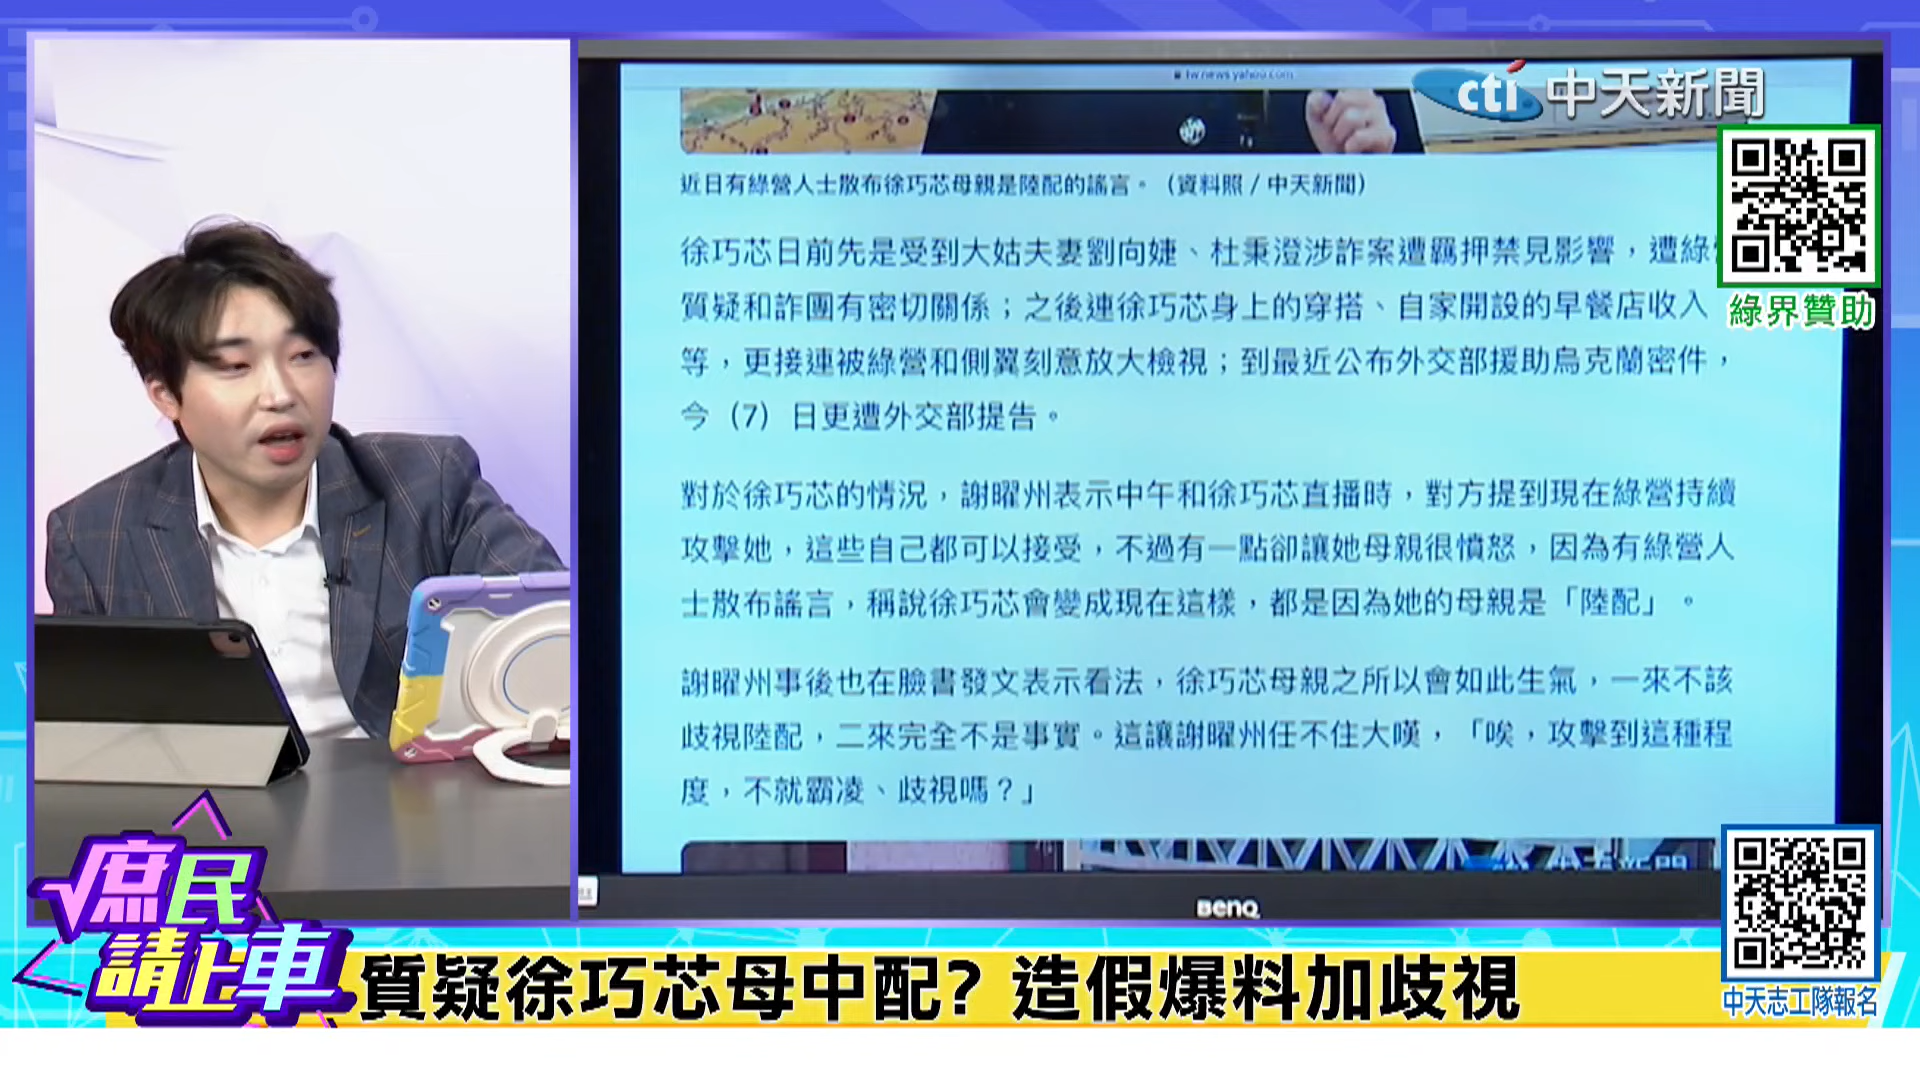 tw.news.yahoo.com
cti 中天新聞
近日有綠營人士散布徐巧芯母親是陸配的謠言。（資料照 / 中天新聞）
徐巧芯日前先是受到大姑夫妻劉向婕、杜秉澄涉詐案遭羈押禁見影響，遭綠
質疑和詐團有密切關係；之後連徐巧芯身上的穿搭、自家開設的早餐店收入
等，更接連被綠營和側翼刻意放大檢視；到最近公布外交部援助烏克蘭密件，
今（7）日更遭外交部提告。
對於徐巧芯的情況，謝曜州表示中午和徐巧芯直播時，對方提到現在綠營持續
攻擊她，這些自己都可以接受，不過有一點卻讓她母親很憤怒，因為有綠營人
士散布謠言，稱說徐巧芯會變成現在這樣，都是因為她的母親是「陸配」。
謝曜州事後也在臉書發文表示看法，徐巧芯母親之所以會如此生氣，一來不該
歧視陸配，二來完全不是事實。這讓謝曜州任不住大嘆，「唉，攻擊到這種程
度，不就霸凌、歧視嗎？」
綠界贊助
BenQ
庶民
請上車
質疑徐巧芯母中配? 造假爆料加歧視
中天志工隊報名